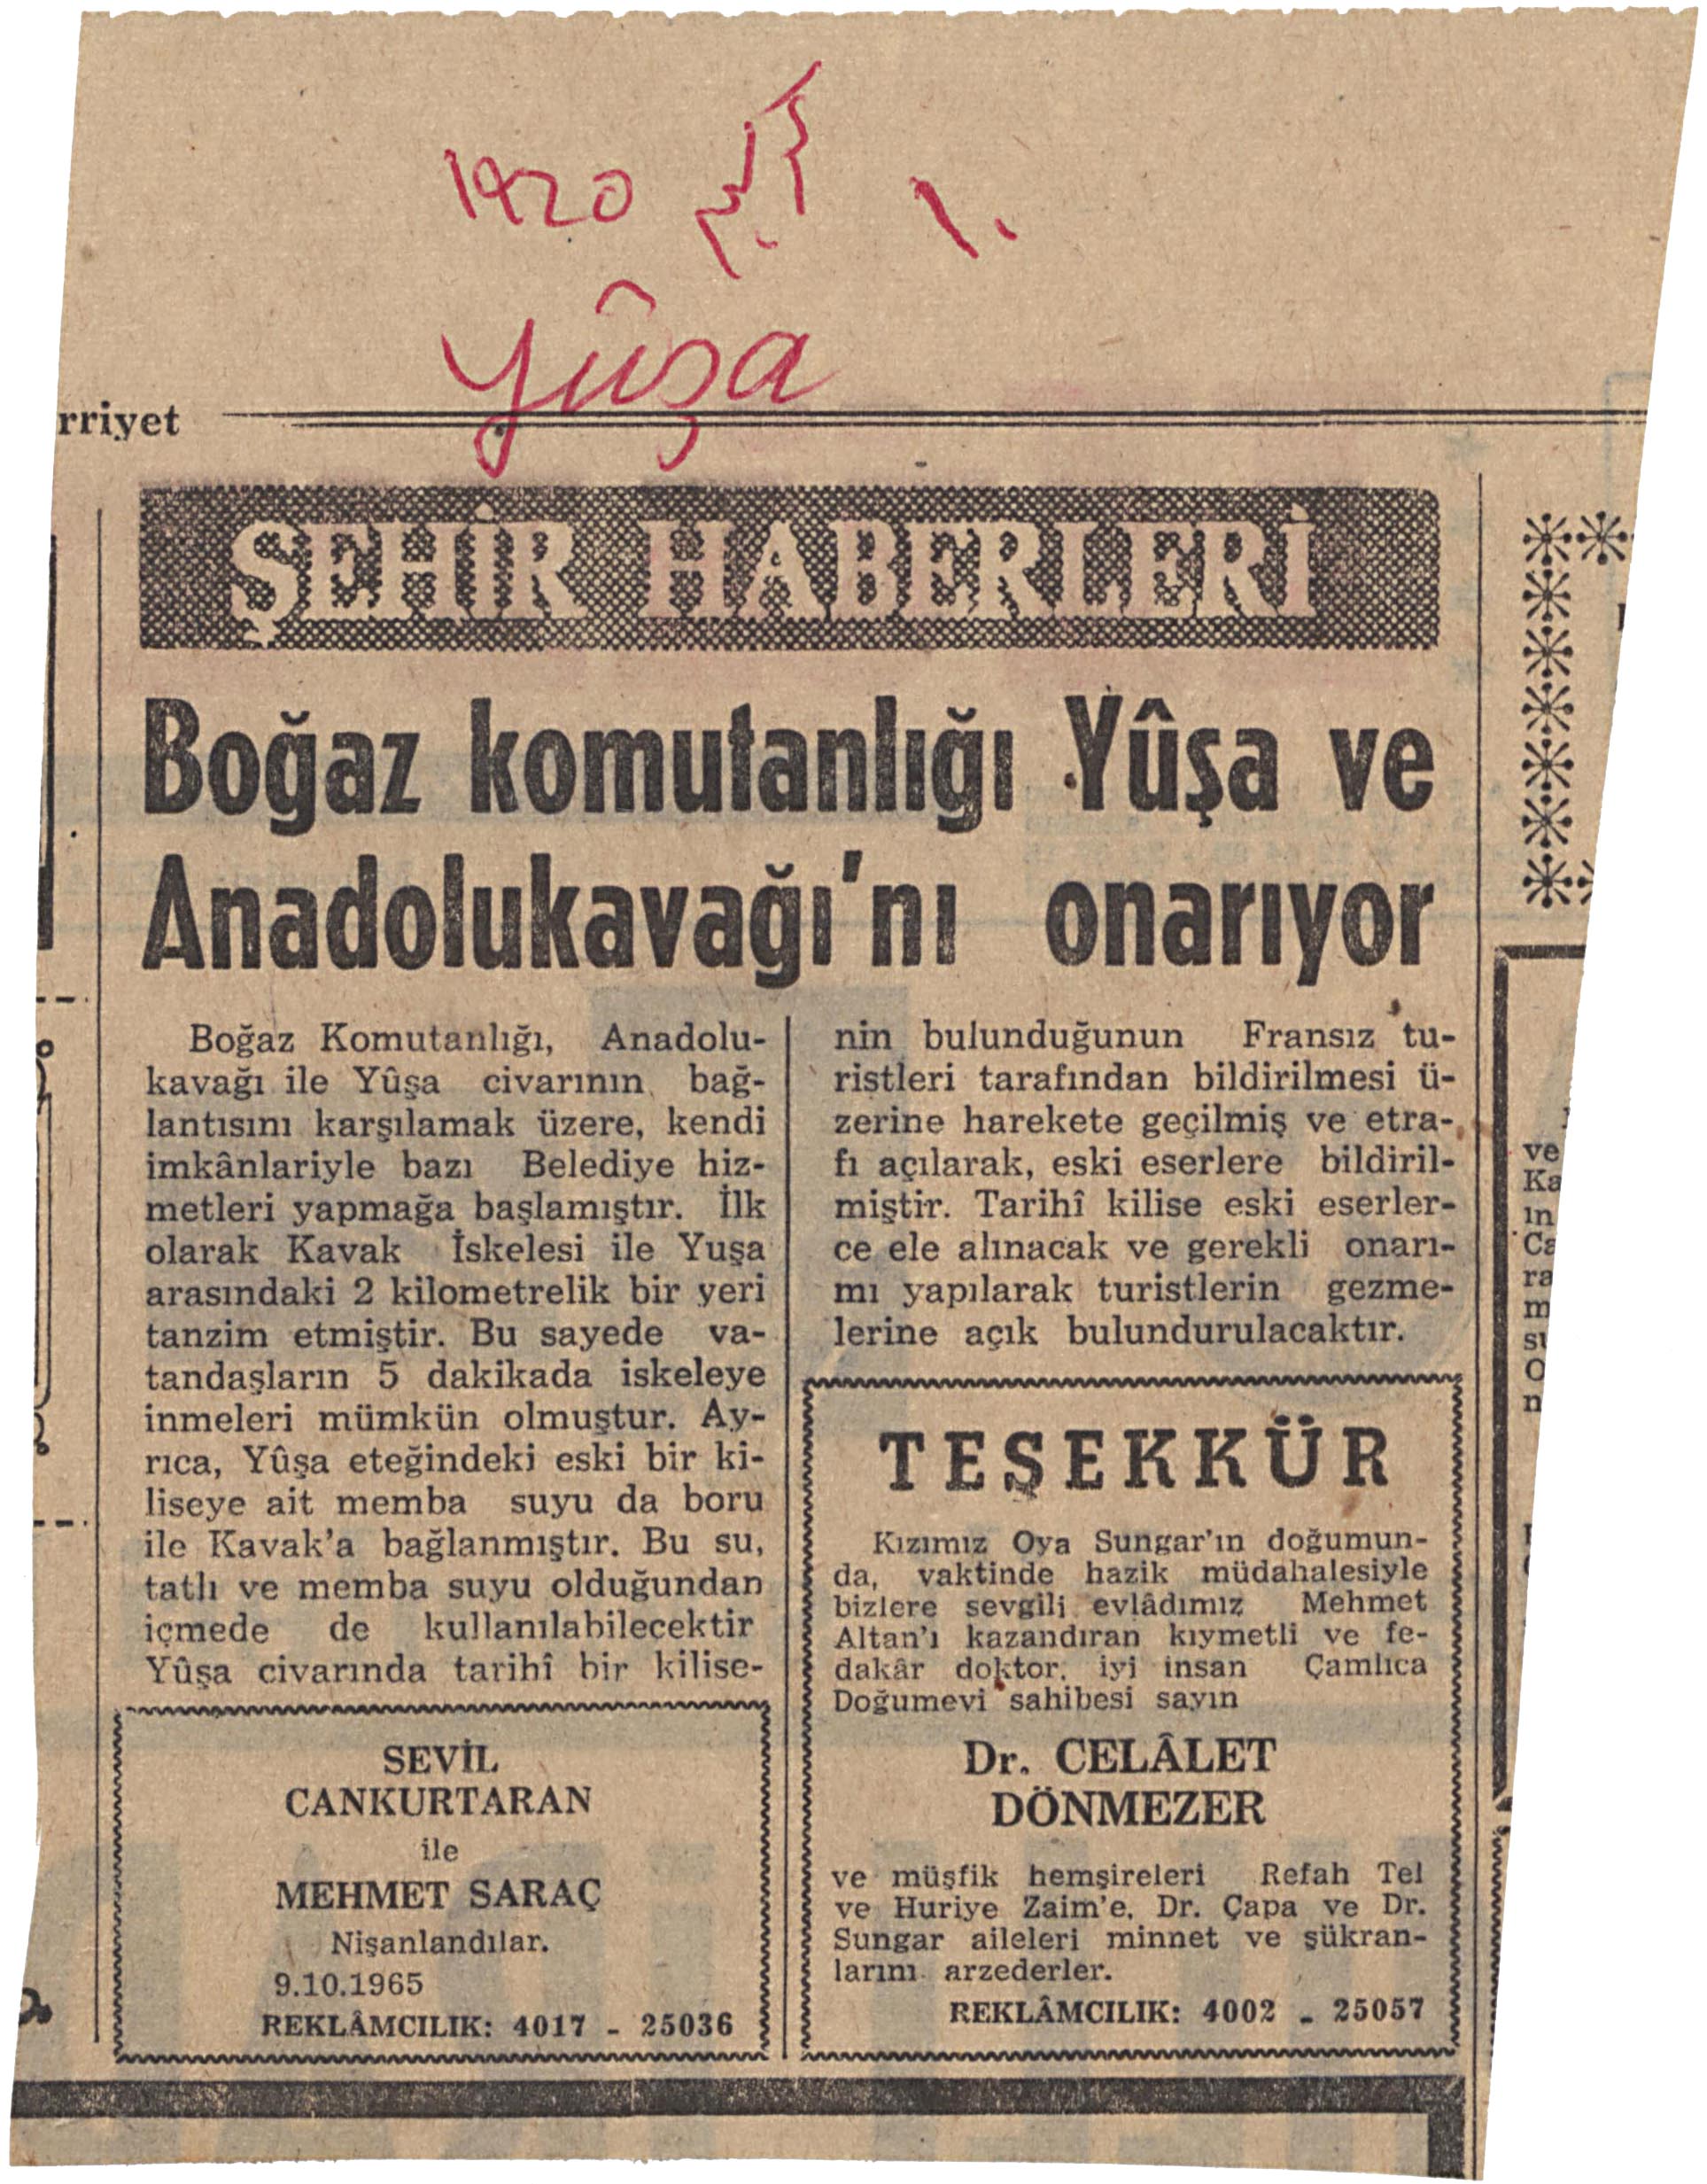 1920
Yûşa
rriyet
ŞEHİR HABERLERİ
Boğaz komutanlığı Yûşa ve
Anadolukavağı'nı onarıyor
Boğaz Komutanlığı, Anadolu-
kavağı ile Yûşa civarının bağ-
lantısını karşılamak üzere, kendi
imkânlariyle bazı Belediye hiz-
metleri yapmağa başlamıştır. İlk
olarak Kavak İskelesi ile Yuşa
arasındaki 2 kilometrelik bir yeri
tanzim etmiştir. Bu sayede va-
tandaşların 5 dakikada iskeleye
inmeleri mümkün olmuştur. Ay-
rıca, Yûşa eteğindeki eski bir ki-
liseye ait memba suyu da boru
ile Kavak'a bağlanmıştır. Bu su,
tatlı ve memba suyu olduğundan
içmede de kullanılabilecektir
Yûşa civarında tarihî bir kilise-
nin bulunduğunun Fransız tu-
ristleri tarafından bildirilmesi ü-
zerine harekete geçilmiş ve etra-
fı açılarak, eski eserlere bildiril-
miştir. Tarihî kilise eski eserler-
ce ele alınacak ve gerekli onarı-
mı yapılarak turistlerin gezme-
lerine açık bulundurulacaktır.
SEVİL
CANKURTARAN
ile
MEHMET SARAÇ
Nişanlandılar.
9.10.1965
REKLÂMCILIK: 4017 - 25036
TEŞEKKÜR
Kızımız Oya Sungar'ın doğumun-
da, vaktinde hazik müdahalesiyle
bizlere sevgili evlâdımız Mehmet
Altan'ı kazandıran kıymetli ve fe-
dakâr doktor, iyi insan Çamlıca
Doğumevi sahibesi sayın
Dr. CELÂLET
DÖNMEZER
ve müşfik hemşireleri Refah Tel
ve Huriye Zaim'e, Dr. Çapa ve Dr.
Sungar aileleri minnet ve şükran-
larını arzederler.
REKLÂMCILIK: 4002 - 25057
ve
Ka
ın
Ca
ra
m
su
O
n